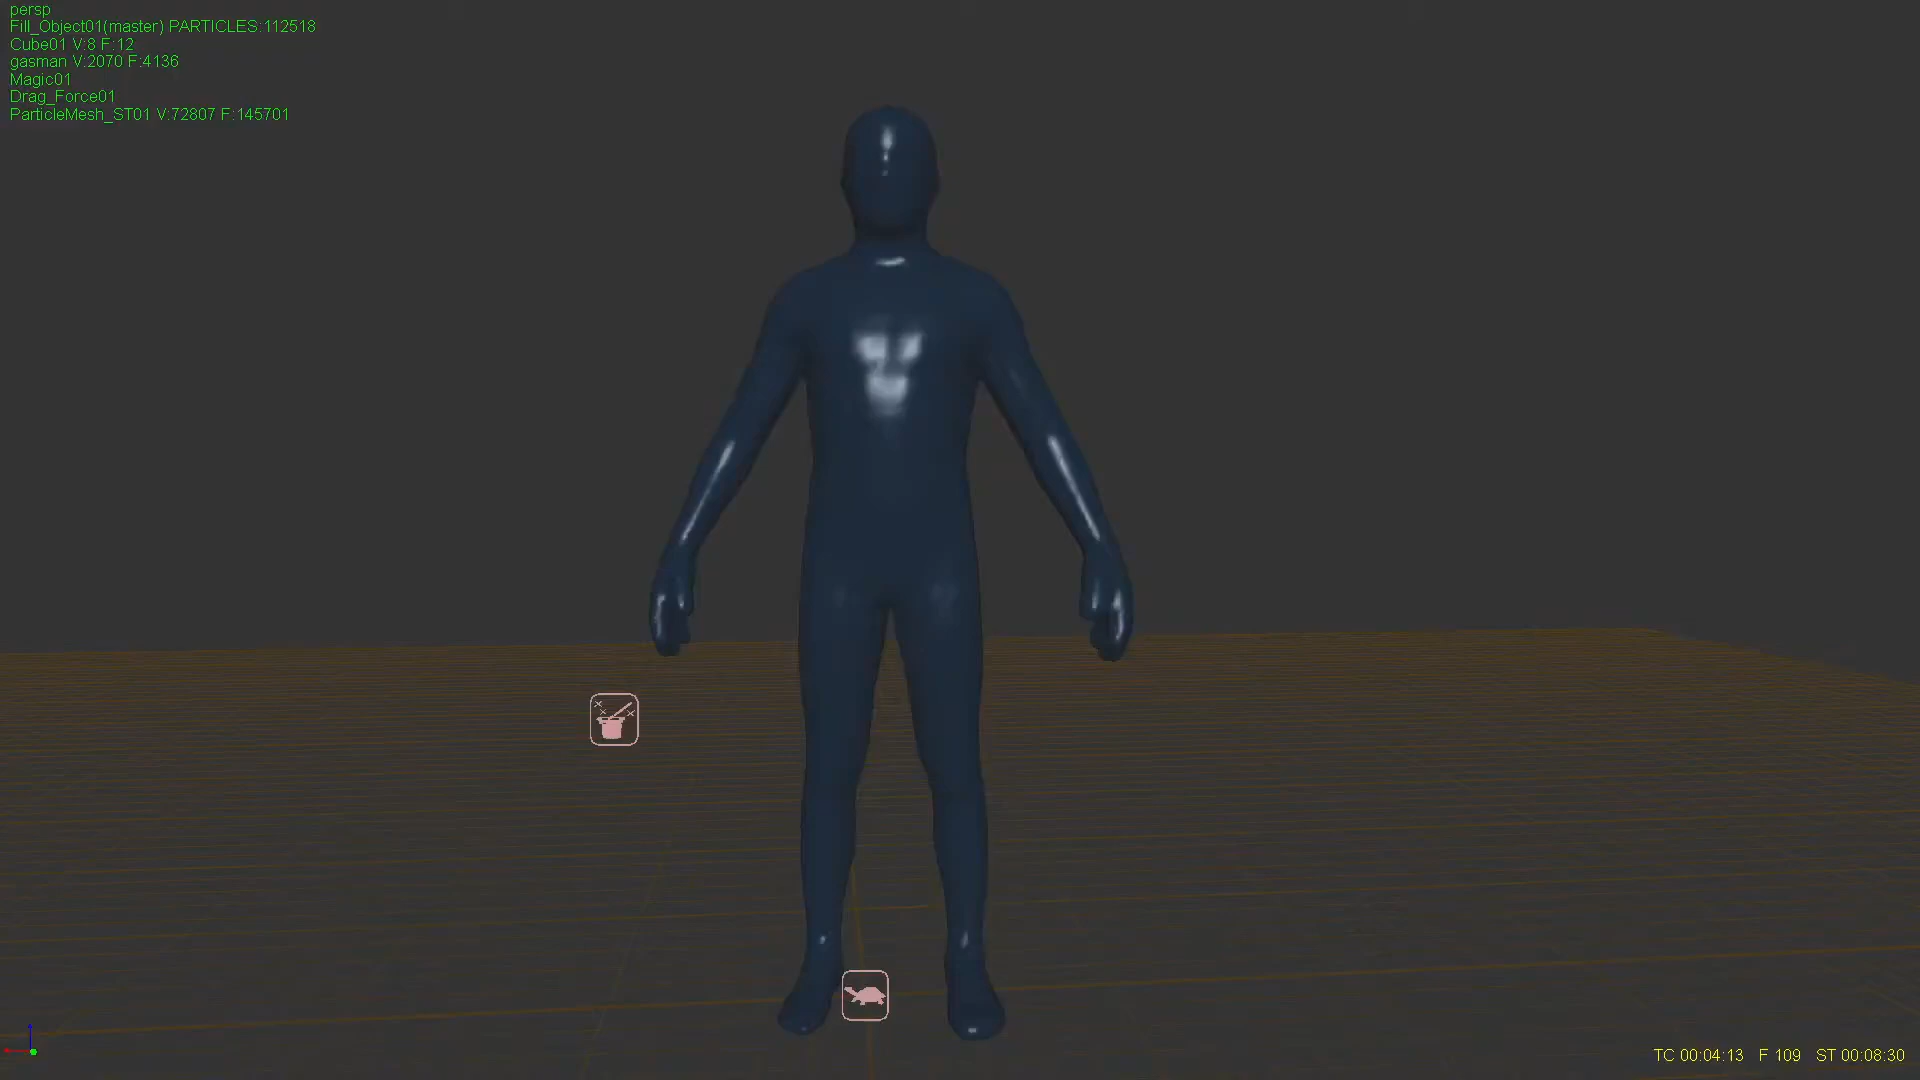 persp
Fill_Object01(master) PARTICLES:112518
Cube01 V:8 F:12
gasman V:2070 F:4136
Magic01
Drag_Force01
ParticleMesh_ST01 V:72807 F:145701
TC 00:04:13 F 109 ST 00:08:30